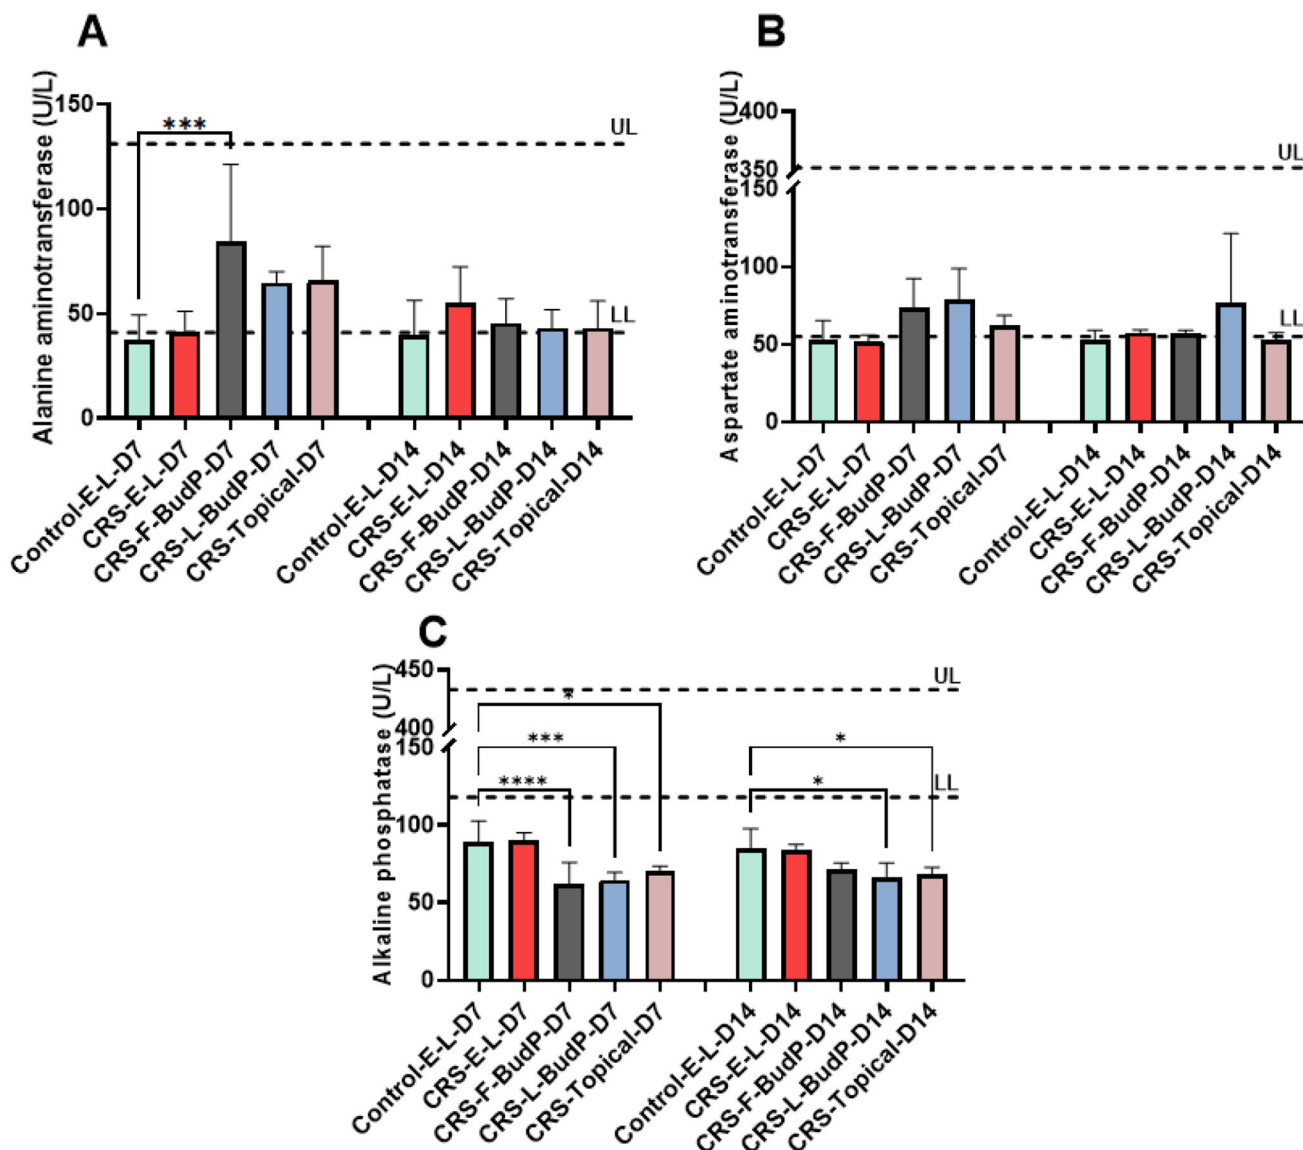 A
Alanine aminotransferase (U/L)
150
100
50
0
***
UL
LL
Control-E-L-D7
CRS-E-L-D7
CRS-F-BudP-D7
CRS-L-BudP-D7
CRS-Topical-D7
Control-E-L-D14
CRS-E-L-D14
CRS-F-BudP-D14
CRS-L-BudP-D14
CRS-Topical-D14
B
Aspartate aminotransferase (U/L)
400
350
150
100
50
0
UL
LL
Control-E-L-D7
CRS-E-L-D7
CRS-F-BudP-D7
CRS-L-BudP-D7
CRS-Topical-D7
Control-E-L-D14
CRS-E-L-D14
CRS-F-BudP-D14
CRS-L-BudP-D14
CRS-Topical-D14
C
Alkaline phosphatase (U/L)
450
400
150
100
50
0
UL
LL
*
***
****
*
*
Control-E-L-D7
CRS-E-L-D7
CRS-F-BudP-D7
CRS-L-BudP-D7
CRS-Topical-D7
Control-E-L-D14
CRS-E-L-D14
CRS-F-BudP-D14
CRS-L-BudP-D14
CRS-Topical-D14